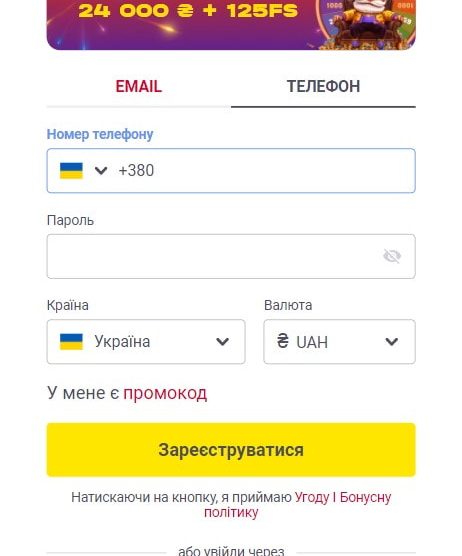 24 000 ₴ + 125FS
EMAIL
ТЕЛЕФОН
Номер телефону
+380
Пароль
Країна
Валюта
Україна
₴ UAH
У мене є промокод
Зареєструватися
Натискаючи на кнопку, я приймаю Угоду І Бонусну
політику
або увійди через